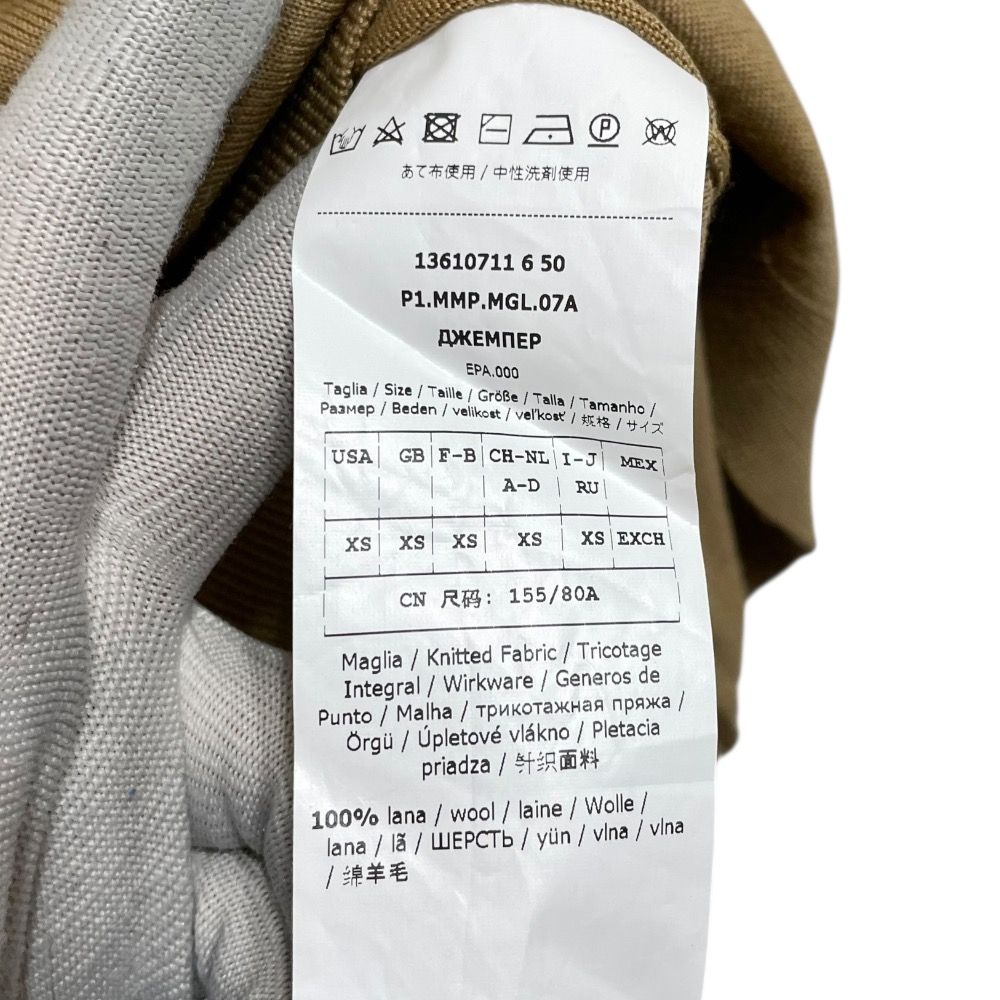 あて布使用 / 中性洗剤使用
13610711 6 50
P1.MMP.MGL.07A
ДЖЕМПЕР
EPA.000
Taglia / Size / Taille / Größe / Talla / Tamanho /
Размер / Beden / velikost / veľkosť / 规格 / サイズ
USA GB F-B CH-NL I-J MEX
A-D RU
XS XS XS XS XS EXCH
CN 尺码: 155/80A
Maglia / Knitted Fabric / Tricotage
Integral / Wirkware / Generos de
Punto / Malha / трикотажная пряжа /
Örgü / Úpletové vlákno / Pletacia
priadza / 针织面料
100% lana / wool / laine / Wolle /
lana / lã / ШЕРСТЬ / yün / vlna / vlna
/ 绵羊毛